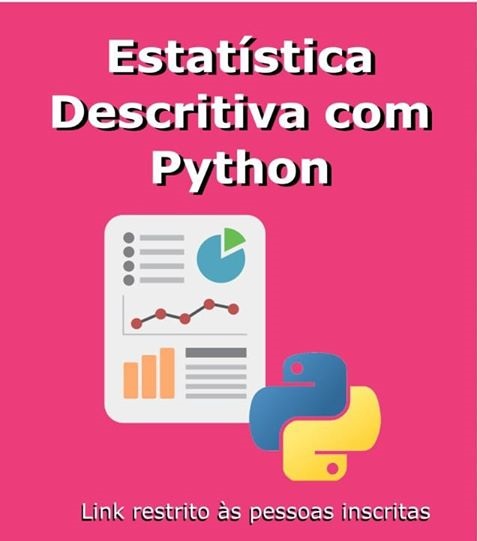 Estatística
Descritiva com
Python
Link restrito às pessoas inscritas